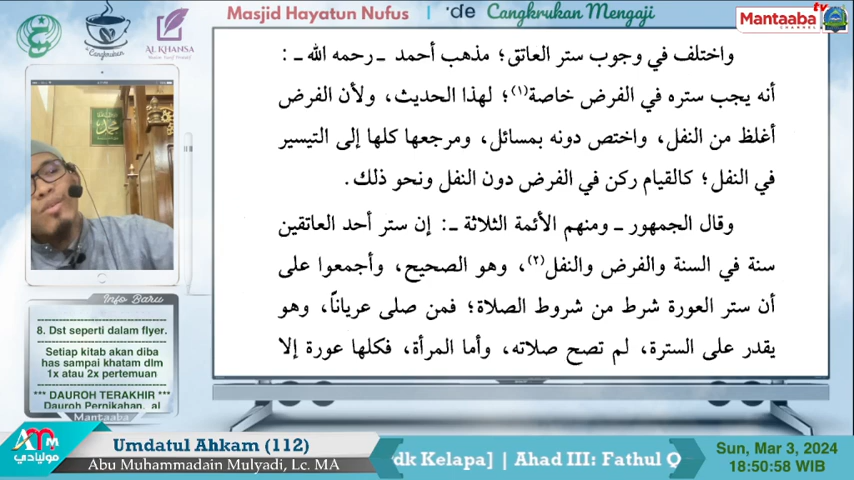 Masjid Hayatun Nufus | de Cangkrukan Mengaji
Mantaaba tv
CHANNEL
Cangkrukan
AL KHANSA
واختلف في وجوب ستر العاتق؛ مذهب أحمد ـ رحمه الله ـ :
أنه يجب ستره في الفرض خاصة(١)؛ لهذا الحديث، ولأن الفرض
أغلظ من النفل، واختص دونه بمسائل، ومرجعها كلها إلى التيسير
في النفل؛ كالقيام ركن في الفرض دون النفل ونحو ذلك.
وقال الجمهور ـ ومنهم الأئمة الثلاثة ـ: إن ستر أحد العاتقين
سنة في السنة والفرض والنفل(٢)، وهو الصحيح، وأجمعوا على
أن ستر العورة شرط من شروط الصلاة؛ فمن صلى عرياناً، وهو
يقدر على السترة، لم تصح صلاته، وأما المرأة، فكلها عورة إلا
Info Baru
8. Dst seperti dalam flyer.
Setiap kitab akan diba
has sampai khatam dlm
1x atau 2x pertemuan
*** DAUROH TERAKHIR ***
Dauroh Pernikahan, al
Mantaaba
موليادي
Umdatul Ahkam (112)
Abu Muhammadain Mulyadi, Lc. MA
dk Kelapa] | Ahad III: Fathul Q
Sun, Mar 3, 2024
18:50:58 WIB